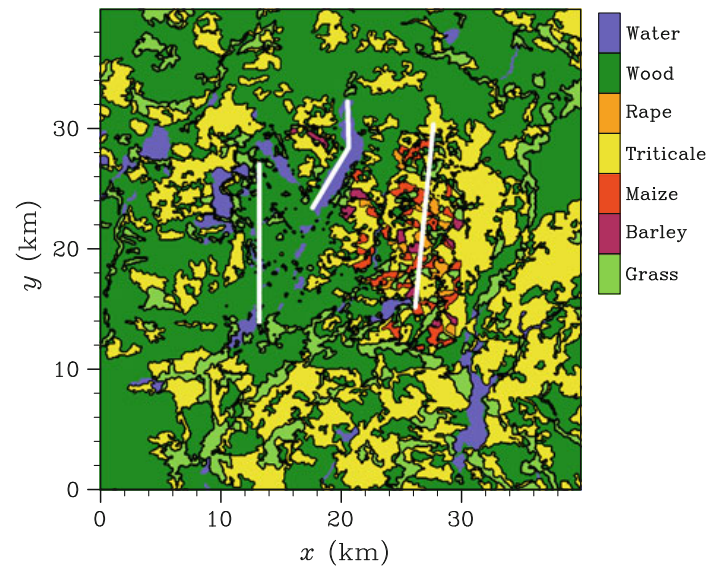 Water
Wood
Rape
Triticale
Maize
Barley
Grass
30
20
10
0
y (km)
0
10
20
30
x (km)